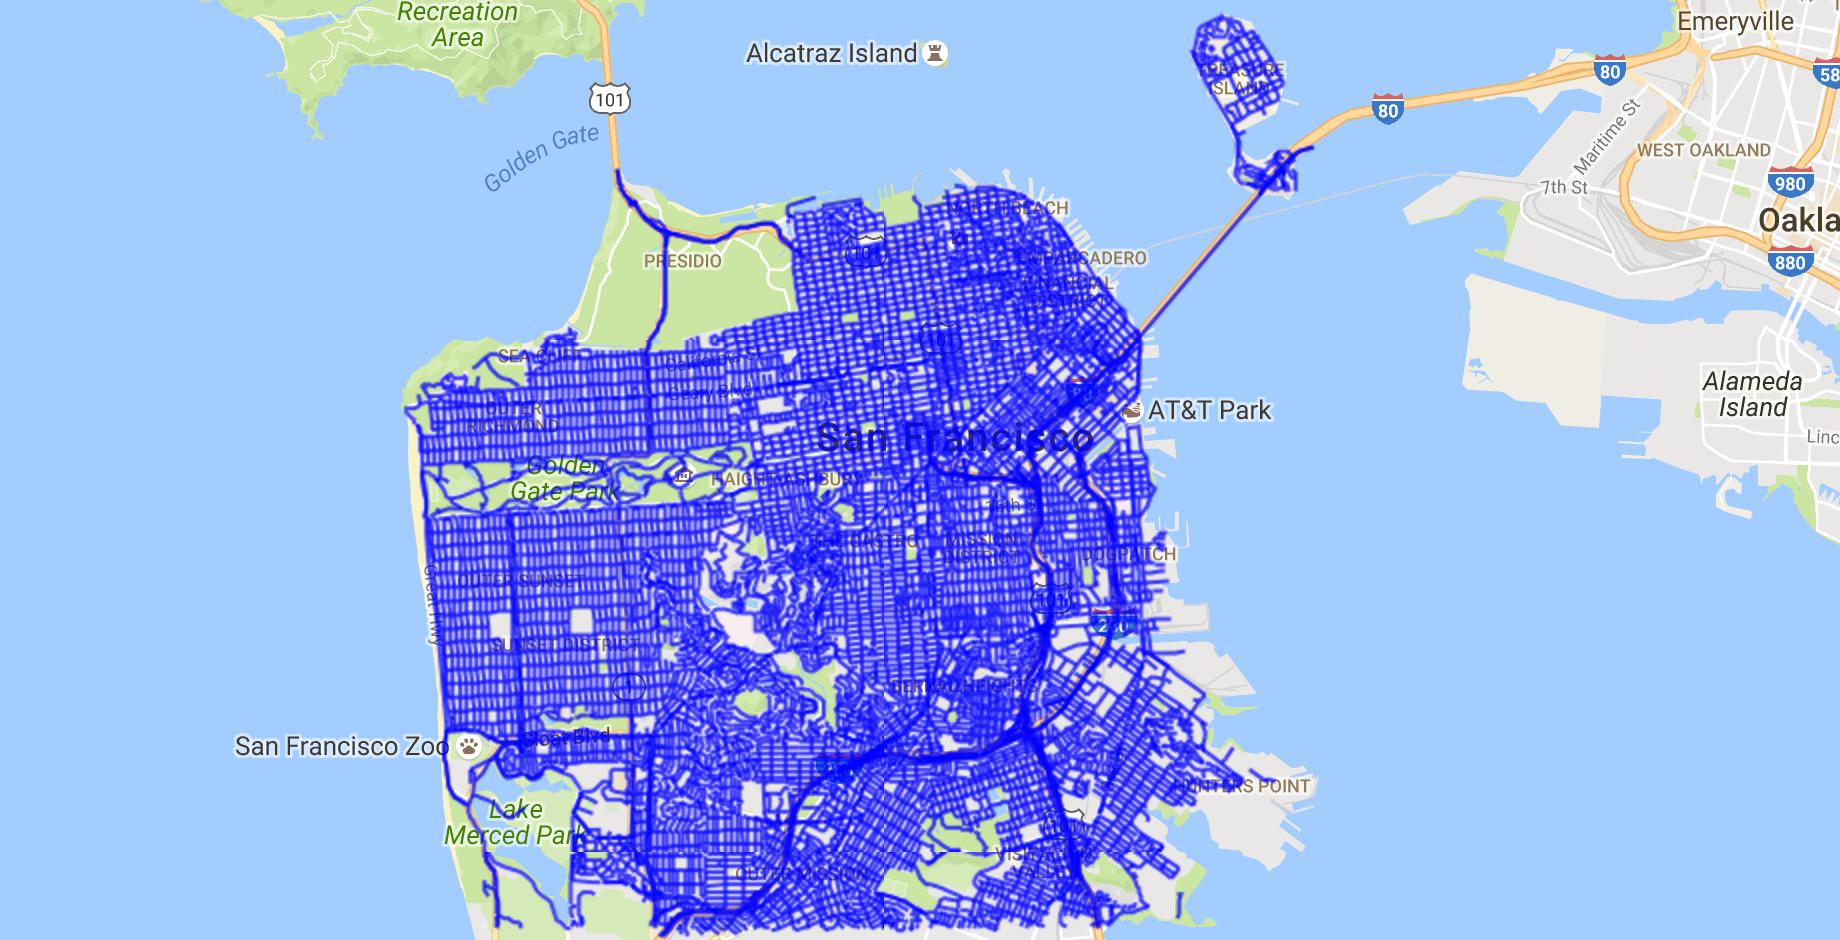 Recreation
Area
Alcatraz Island
Emeryville
80
58
101
80
TREASURE
ISLAND
Golden Gate
Maritime St
WEST OAKLAND
980
7th St
Oakla
880
NORTH BEACH
101
PRESIDIO
EMBARCADERO
FINANCIAL
DISTRICT
101
SEA CLIFF
California St
Geary Blvd
OUTER
RICHMOND
AT&T Park
Alameda
Island
Linc
San Francisco
Golden
Gate Park
HAIGHT-ASHBURY
16th S
THE CASTRO
MISSION
DISTRICT
DOGPATCH
Great Hwy
OUTER SUNSET
101
280
SUNSET DISTRICT
1
BERNAL HEIGHTS
San Francisco Zoo
Sloat Blvd
HUNTERS POINT
Lake
Merced Park
101
VISITACION
VALLEY
OUTER MISSION